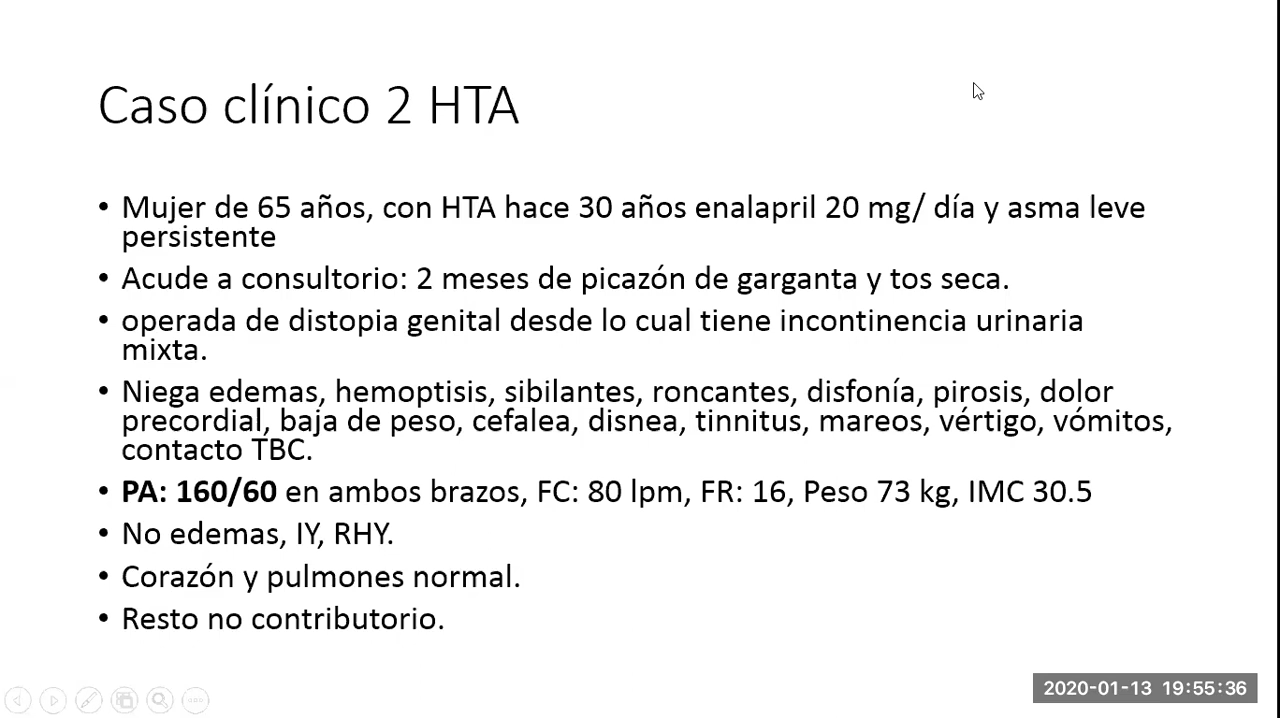 Caso clínico 2 HTA
• Mujer de 65 años, con HTA hace 30 años enalapril 20 mg/ día y asma leve
persistente
• Acude a consultorio: 2 meses de picazón de garganta y tos seca.
• operada de distopia genital desde lo cual tiene incontinencia urinaria
mixta.
• Niega edemas, hemoptisis, sibilantes, roncantes, disfonía, pirosis, dolor
precordial, baja de peso, cefalea, disnea, tinnitus, mareos, vértigo, vómitos,
contacto TBC.
• PA: 160/60 en ambos brazos, FC: 80 lpm, FR: 16, Peso 73 kg, IMC 30.5
• No edemas, IY, RHY.
• Corazón y pulmones normal.
• Resto no contributorio.
2020-01-13 19:55:36